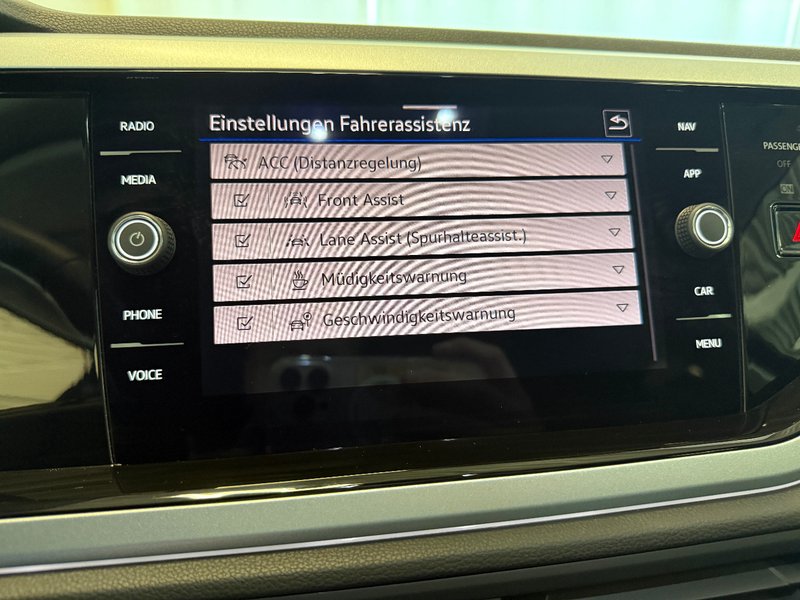 RADIO
MEDIA
PHONE
VOICE
Einstellungen Fahrerassistenz
ACC (Distanzregelung)
Front Assist
Lane Assist (Spurhalteassist.)
Müdigkeitswarnung
Geschwindigkeitswarnung
NAV
APP
CAR
MENU
OFF
ON